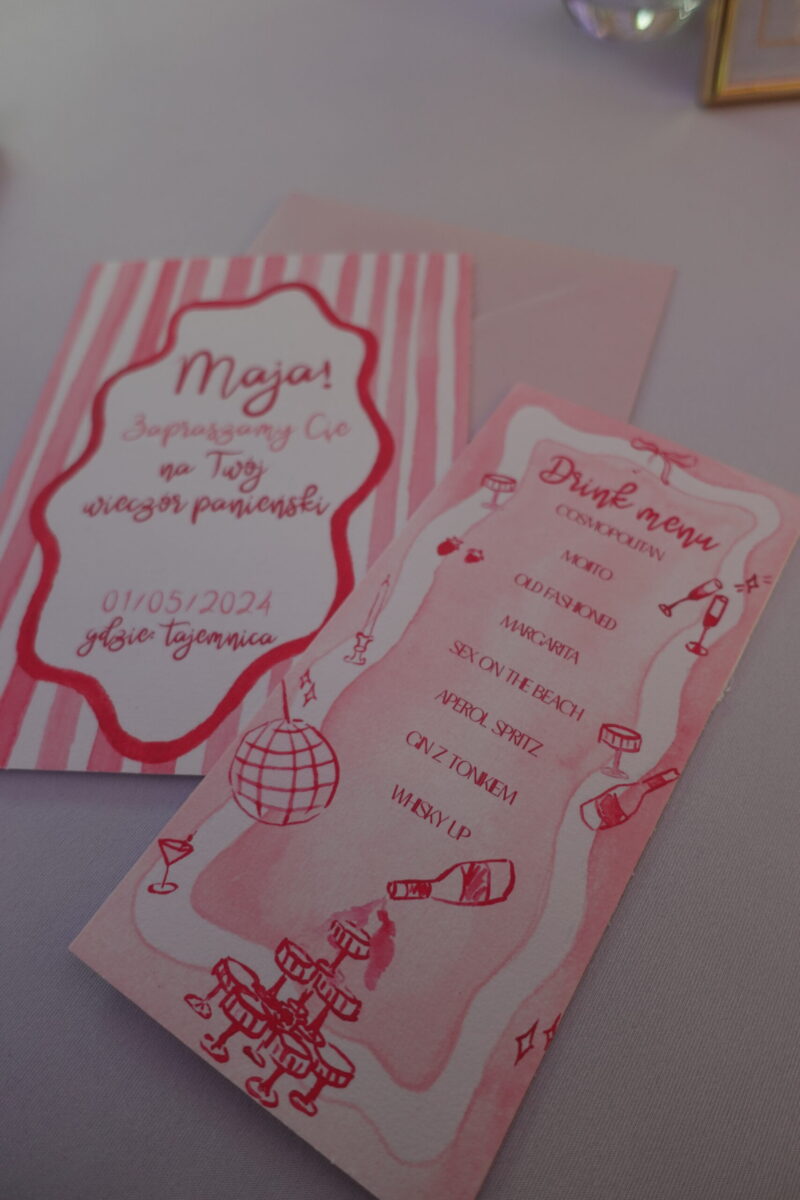 Maja!
Zapraszamy Cię
na Twój
wieczór panieński
01/05/2024
gdzie: tajemnica
Drink menu
COSMOPOLITAN
MOJITO
OLD FASHIONED
MARGARITA
SEX ON THE BEACH
APEROL SPRITZ
GIN Z TONIKIEM
WHISKY UP